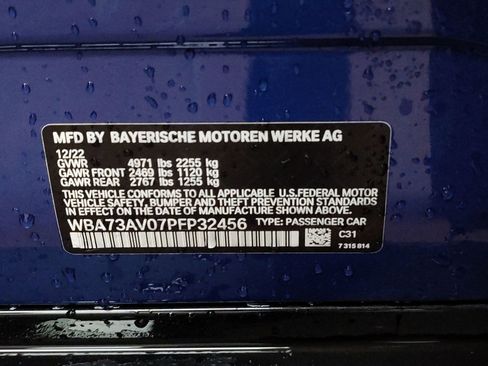 MFD BY BAYERISCHE MOTOREN WERKE AG
12/22
GVWR 4971 lbs 2255 kg
GAWR FRONT 2469 lbs 1120 kg
GAWR REAR 2767 lbs 1255 kg
THIS VEHICLE CONFORMS TO ALL APPLICABLE U.S.FEDERAL MOTOR
VEHICLE SAFETY, BUMPER AND THEFT PREVENTION STANDARDS
IN EFFECT ON THE DATE OF MANUFACTURE SHOWN ABOVE.
WBA73AV07PFP32456 TYPE: PASSENGER CAR
C31
7 315 814